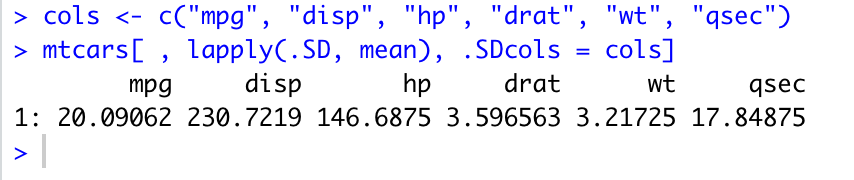 > cols <- c("mpg", "disp", "hp", "drat", "wt", "qsec")
> mtcars[ , lapply(.SD, mean), .SDcols = cols]
        mpg     disp       hp     drat      wt     qsec
1: 20.09062 230.7219 146.6875 3.596563 3.21725 17.84875
>